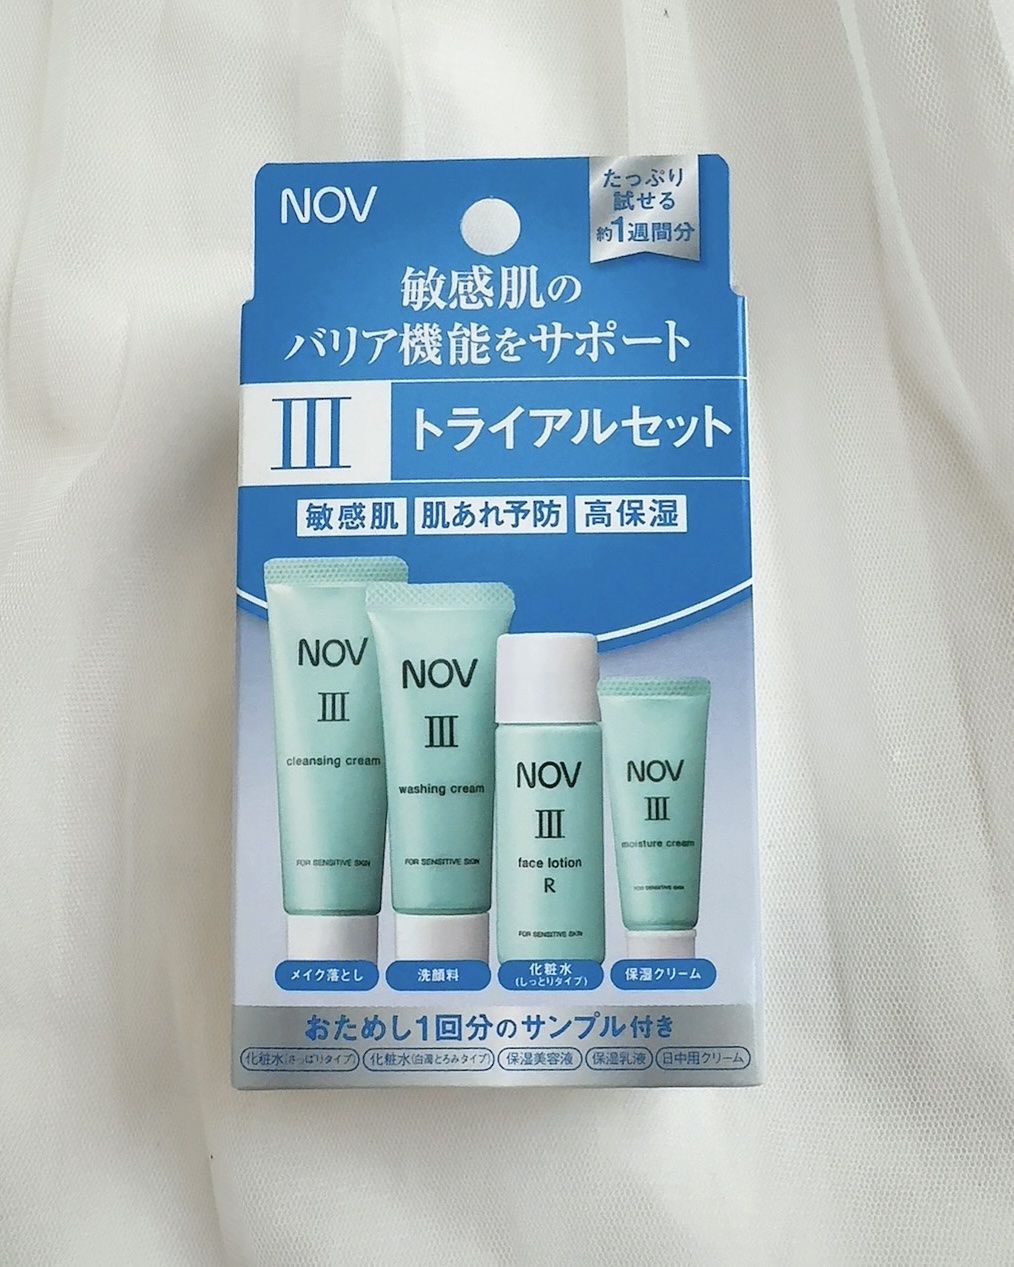 NOV
たっぷり
試せる
約1週間分
敏感肌の
バリア機能をサポート
III トライアルセット
敏感肌 肌あれ予防 高保湿
NOV
III
cleansing cream
FOR SENSITIVE SKIN
NOV
III
washing cream
FOR SENSITIVE SKIN
NOV
III
face lotion
R
FOR SENSITIVE SKIN
NOV
III
moisture cream
FOR SENSITIVE SKIN
メイク落とし
洗顔料
化粧水
(しっとりタイプ)
保湿クリーム
おためし1回分のサンプル付き
化粧水(さっぱりタイプ) 化粧水(白濁とろみタイプ) 保湿美容液 保湿乳液 日中用クリーム